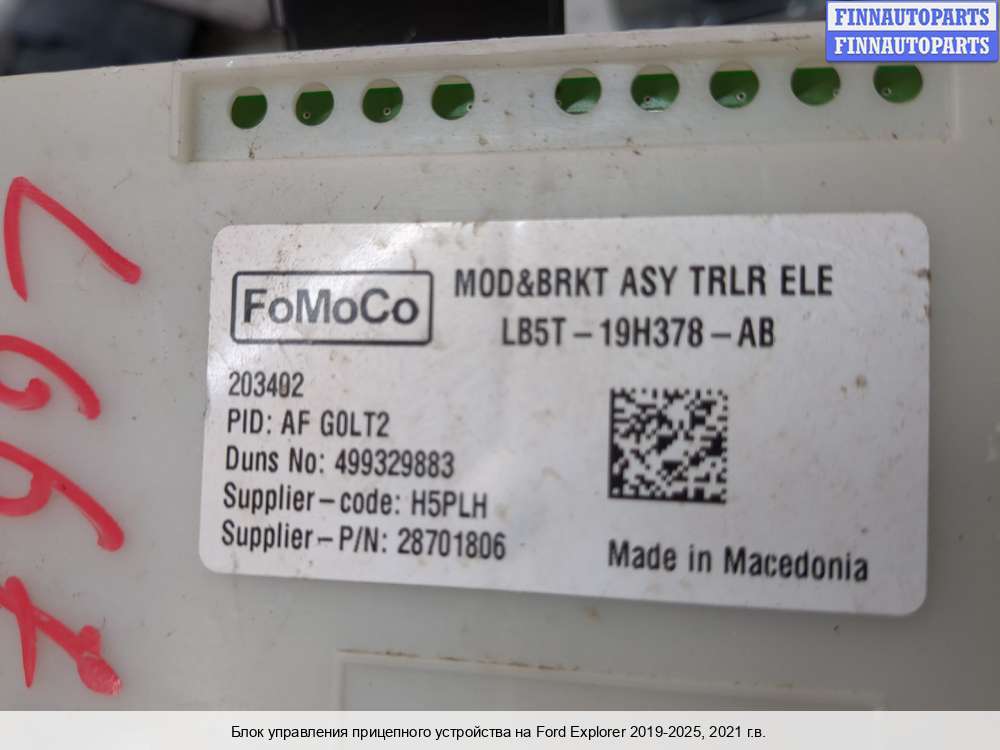 FINNAUTOPARTS
FINNAUTOPARTS
FoMoCo
MOD&BRKT ASY TRLR ELE
LB5T-19H378-AB
203402
PID: AF G0LT2
Duns No: 499329883
Supplier-code: H5PLH
Supplier-P/N: 28701806
Made in Macedonia
Блок управления прицепного устройства на Ford Explorer 2019-2025, 2021 г.в.